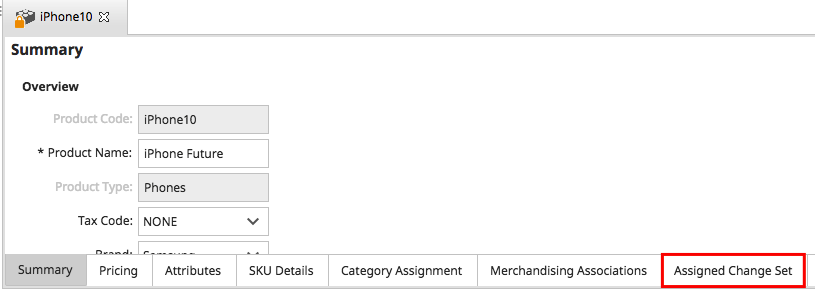 iPhone10
Summary
Overview
Product Code: iPhone10
* Product Name: iPhone Future
Product Type: Phones
Tax Code: NONE
Brand: Samsung
Summary Pricing Attributes SKU Details Category Assignment Merchandising Associations Assigned Change Set